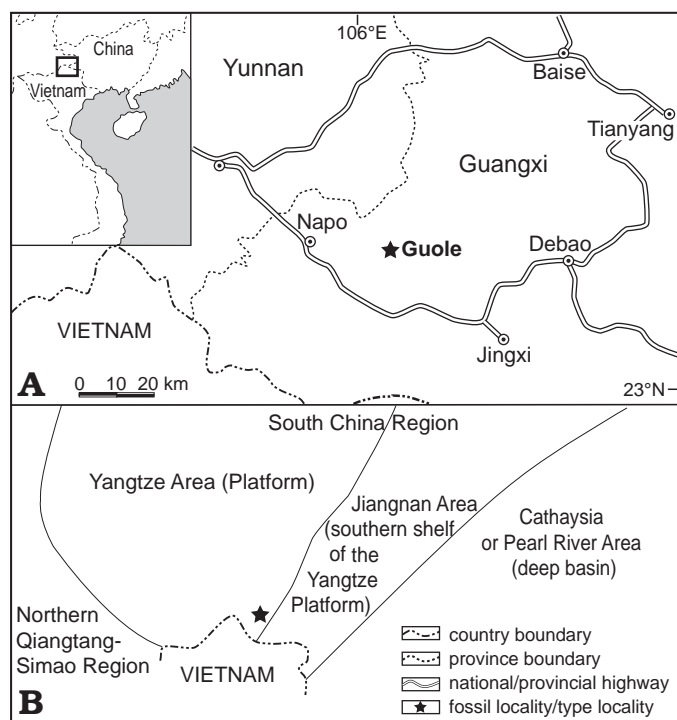 106°E
China
Vietnam
Yunnan
Baise
Tianyang
Guangxi
Napo
Guole
Debao
VIETNAM
Jingxi
0 10 20 km
A
23°N
South China Region
Yangtze Area (Platform)
Jiangnan Area
(southern shelf
of the
Yangtze
Platform)
Cathaysia
or Pearl River Area
(deep basin)
Northern
Qiangtang-
Simao Region
VIETNAM
B
country boundary
province boundary
national/provincial highway
fossil locality/type locality